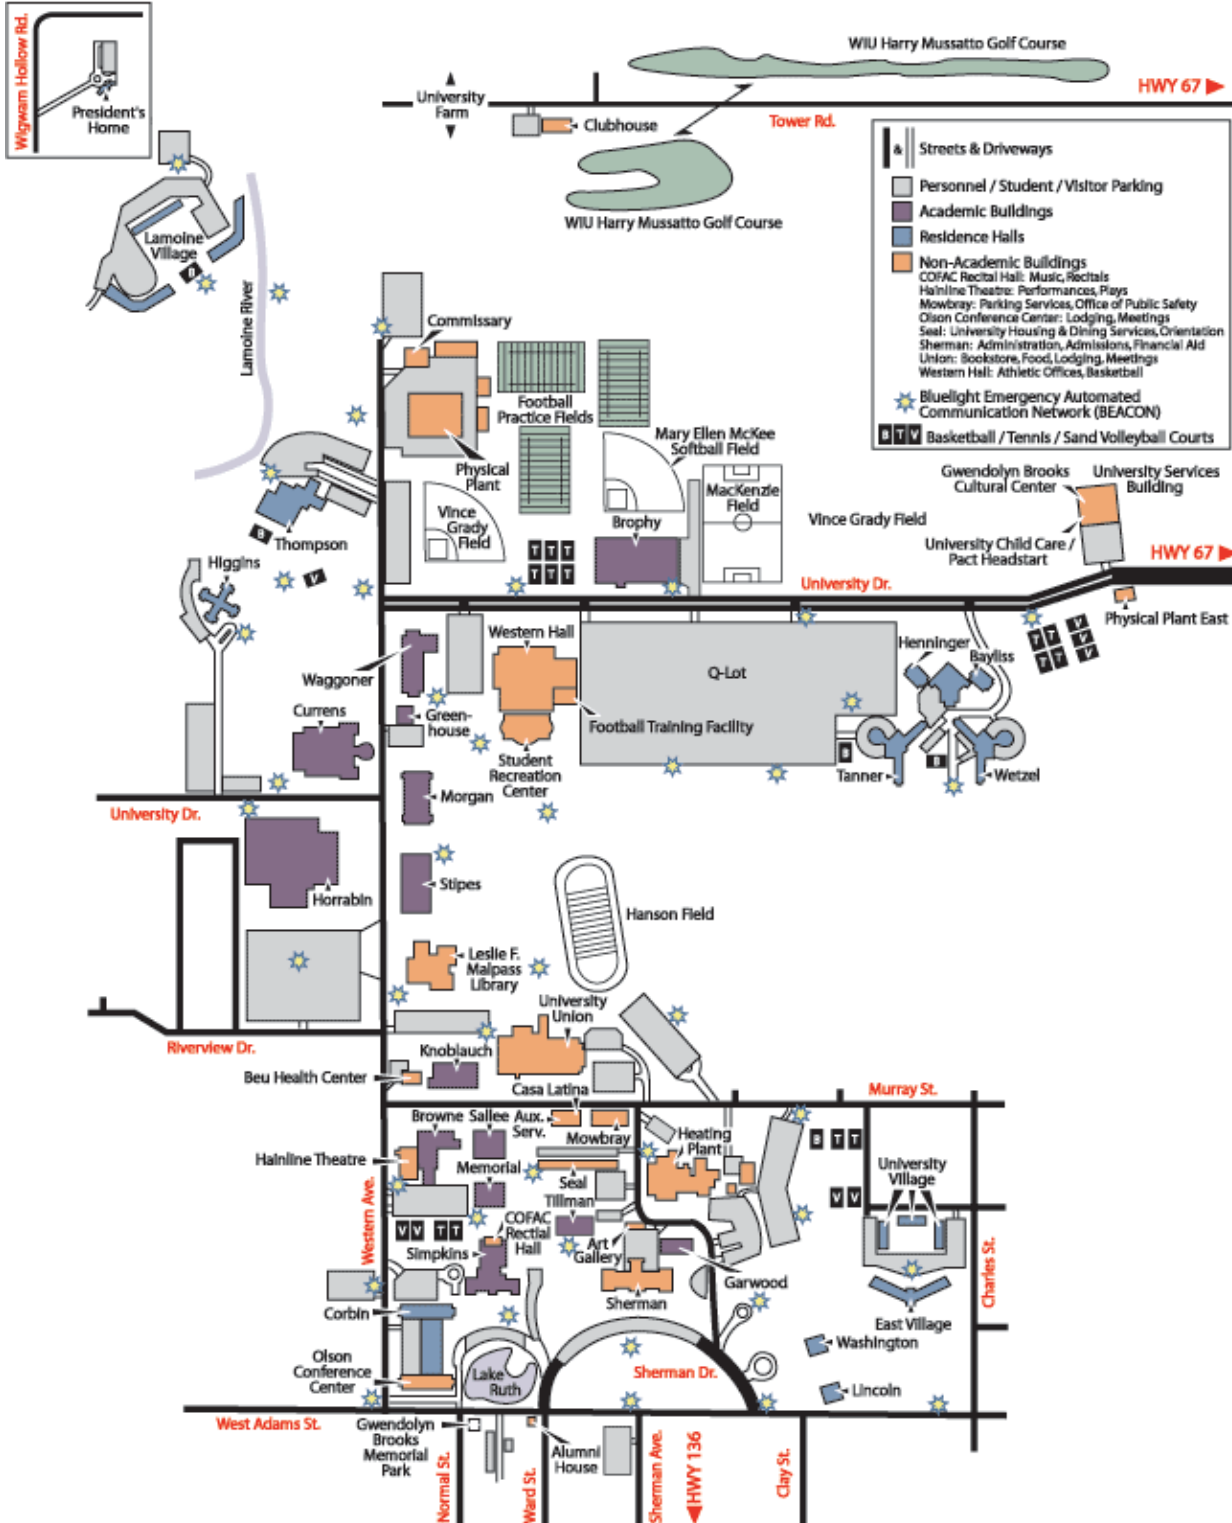 Wigwam Hollow Rd.
President's
Home
WIU Harry Mussatto Golf Course
HWY 67
University
Farm
Clubhouse
Tower Rd.
WIU Harry Mussatto Golf Course
& Streets & Driveways
Personnel / Student / Visitor Parking
Academic Buildings
Residence Halls
Non-Academic Buildings
COFAC Recital Hall: Music, Recitals
Hainline Theatre: Performances, Plays
Mowbray: Parking Services, Office of Public Safety
Olson Conference Center: Lodging, Meetings
Seal: University Housing & Dining Services, Orientation
Sherman: Administration, Admissions, Financial Aid
Union: Bookstore, Food, Lodging, Meetings
Western Hall: Athletic Offices, Basketball
Bluelight Emergency Automated
Communication Network (BEACON)
B T V Basketball / Tennis / Sand Volleyball Courts
Lamoine
Village
B
Lamoine River
Commissary
Football
Practice Fields
Physical
Plant
Mary Ellen McKee
Softball Field
MacKenzie
Field
Vince
Grady
Field
Brophy
T T T
T T T
Vince Grady Field
Gwendolyn Brooks
Cultural Center
University Services
Building
University Child Care /
Pact Headstart
HWY 67
University Dr.
Physical Plant East
T T V
T T V
Thompson
B
V
Higgins
Waggoner
Western Hall
Q-Lot
Henninger
Bayliss
Currens
Green-
house
Football Training Facility
Student
Recreation
Center
B
B
Tanner
Wetzel
Morgan
University Dr.
Stipes
Horrabin
Hanson Field
Leslie F.
Malpass
Library
University
Union
Riverview Dr.
Knoblauch
Beu Health Center
Casa Latina
Murray St.
Browne
Sallee
Aux.
Serv.
Mowbray
Heating
Plant
B T T
Hainline Theatre
Memorial
Seal
University
Village
V V
Tillman
Western Ave.
V V T T
COFAC
Rectial
Hall
Simpkins
Art
Gallery
Garwood
Charles St.
Sherman
Corbin
East Village
Washington
Olson
Conference
Center
Lake
Ruth
Sherman Dr.
Lincoln
West Adams St.
Gwendolyn
Brooks
Memorial
Park
Normal St.
Ward St.
Alumni
House
Sherman Ave.
HWY 136
Clay St.